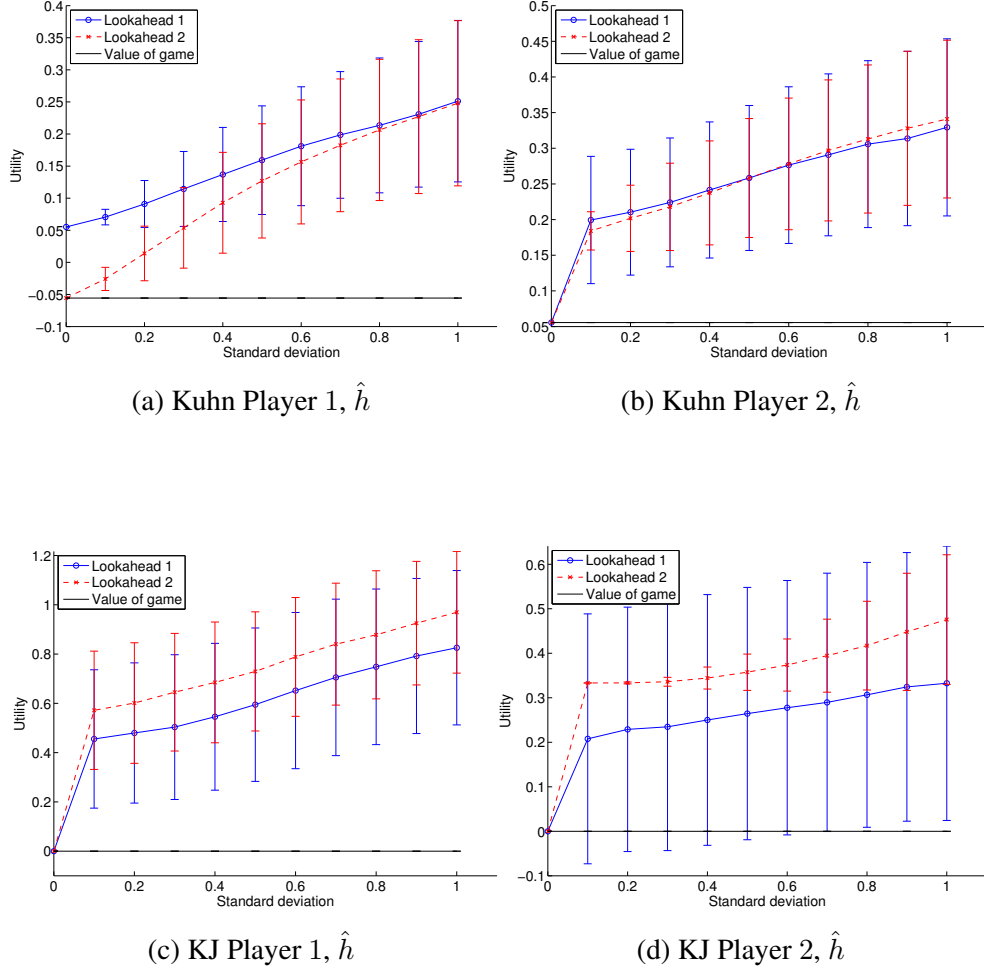 0.4
0.35
0.3
0.25
0.2
0.15
0.1
0.05
0
−0.05
−0.1
Utility
Lookahead 1
Lookahead 2
Value of game
0 0.2 0.4 0.6 0.8 1
Standard deviation
(a) Kuhn Player 1, ĥ
0.5
0.45
0.4
0.35
0.3
0.25
0.2
0.15
0.1
0.05
Utility
Lookahead 1
Lookahead 2
Value of game
0 0.2 0.4 0.6 0.8 1
Standard deviation
(b) Kuhn Player 2, ĥ
1.2
1
0.8
0.6
0.4
0.2
0
Utility
Lookahead 1
Lookahead 2
Value of game
0 0.2 0.4 0.6 0.8 1
Standard deviation
(c) KJ Player 1, ĥ
0.6
0.5
0.4
0.3
0.2
0.1
0
−0.1
Utility
Lookahead 1
Lookahead 2
Value of game
0 0.2 0.4 0.6 0.8 1
Standard deviation
(d) KJ Player 2, ĥ